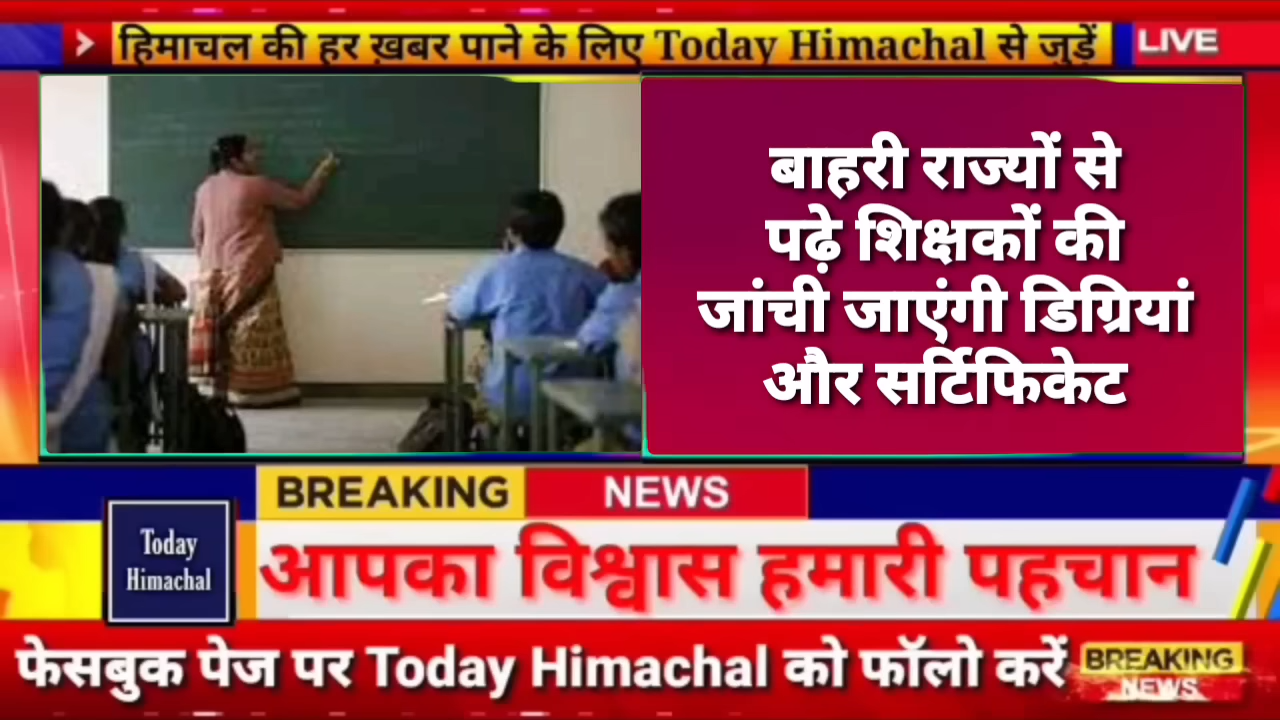 हिमाचल की हर ख़बर पाने के लिए Today Himachal से जुड़ें
LIVE
बाहरी राज्यों से
पढ़े शिक्षकों की
जांची जाएंगी डिग्रियां
और सर्टिफिकेट
BREAKING NEWS
Today
Himachal
आपका विश्वास हमारी पहचान
फेसबुक पेज पर Today Himachal को फॉलो करें
BREAKING
NEWS